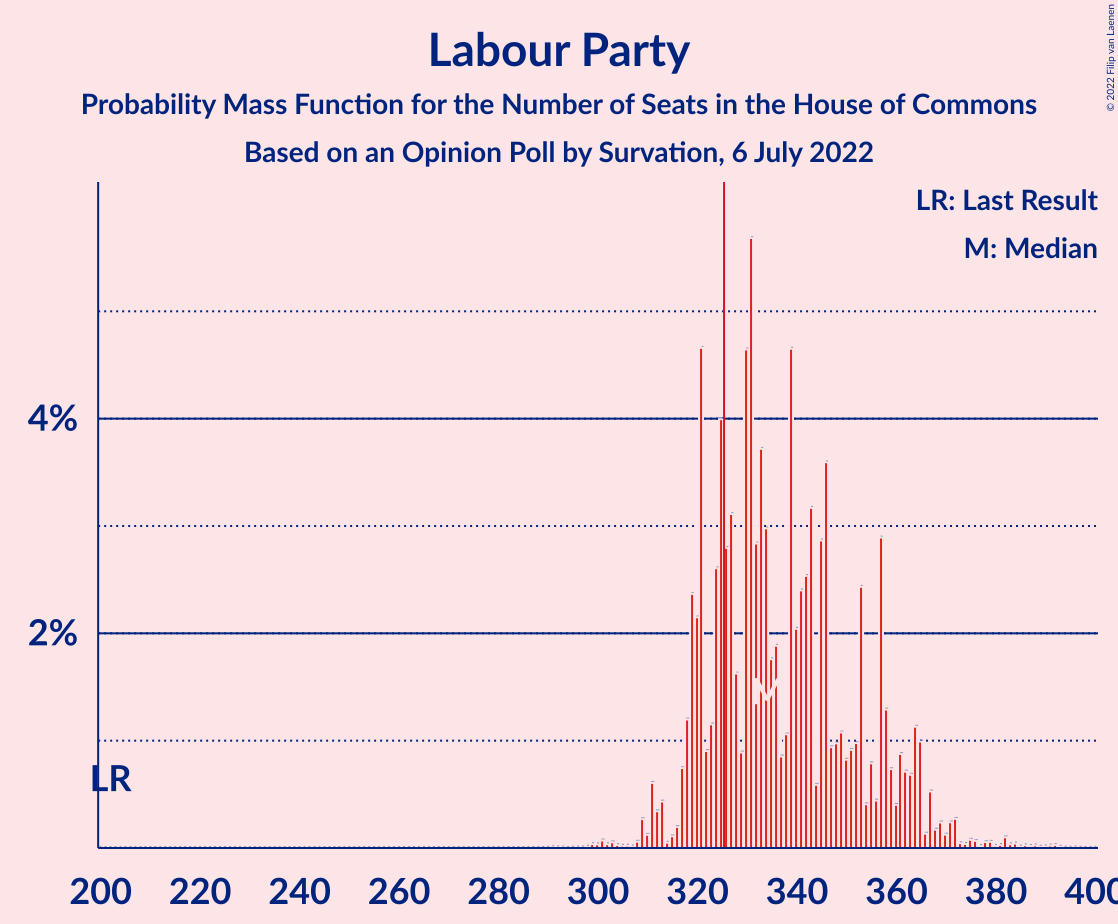 Labour Party
Probability Mass Function for the Number of Seats in the House of Commons
Based on an Opinion Poll by Survation, 6 July 2022
© 2022 Filip van Laenen
LR: Last Result
M: Median
4%
2%
LR
M
200 220 240 260 280 300 320 340 360 380 400